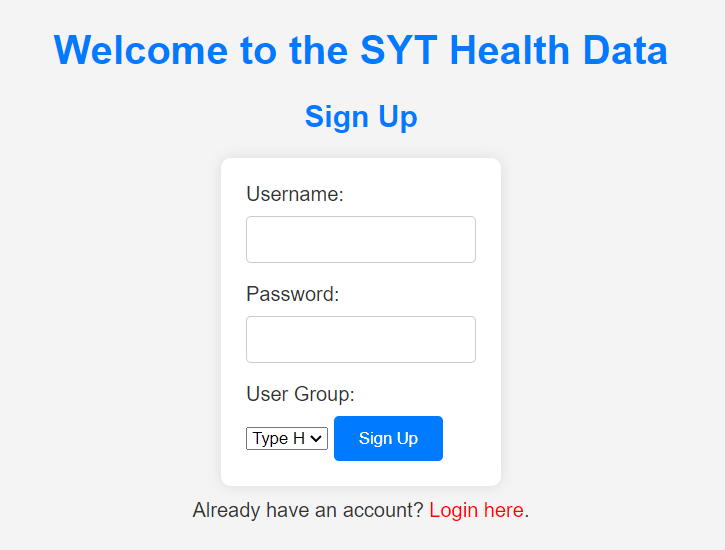 Welcome to the SYT Health Data
Sign Up
Username:
Password:
User Group:
Type H Sign Up
Already have an account? Login here.